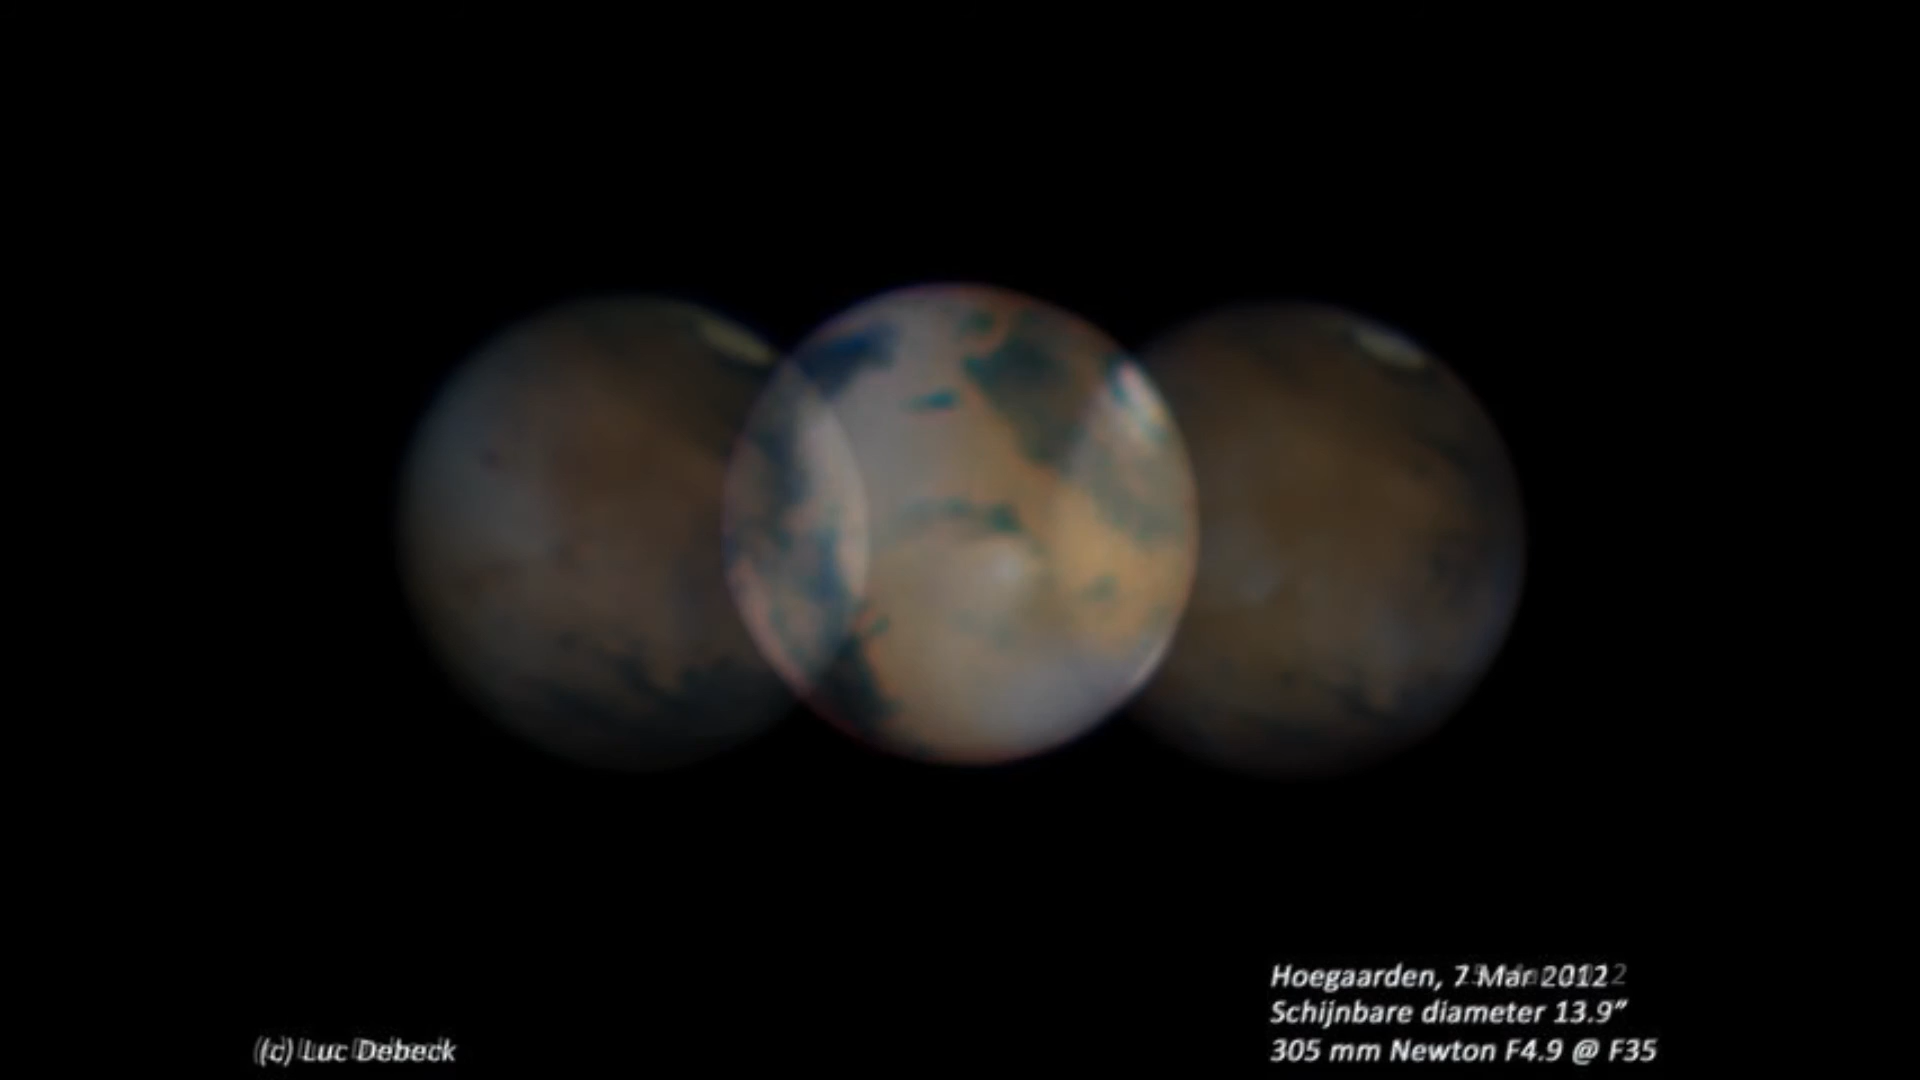 Hoegaarden, 7 Mar 2012
Schijnbare diameter 13.9”
305 mm Newton F4.9 @ F35
(c) Luc Debeck